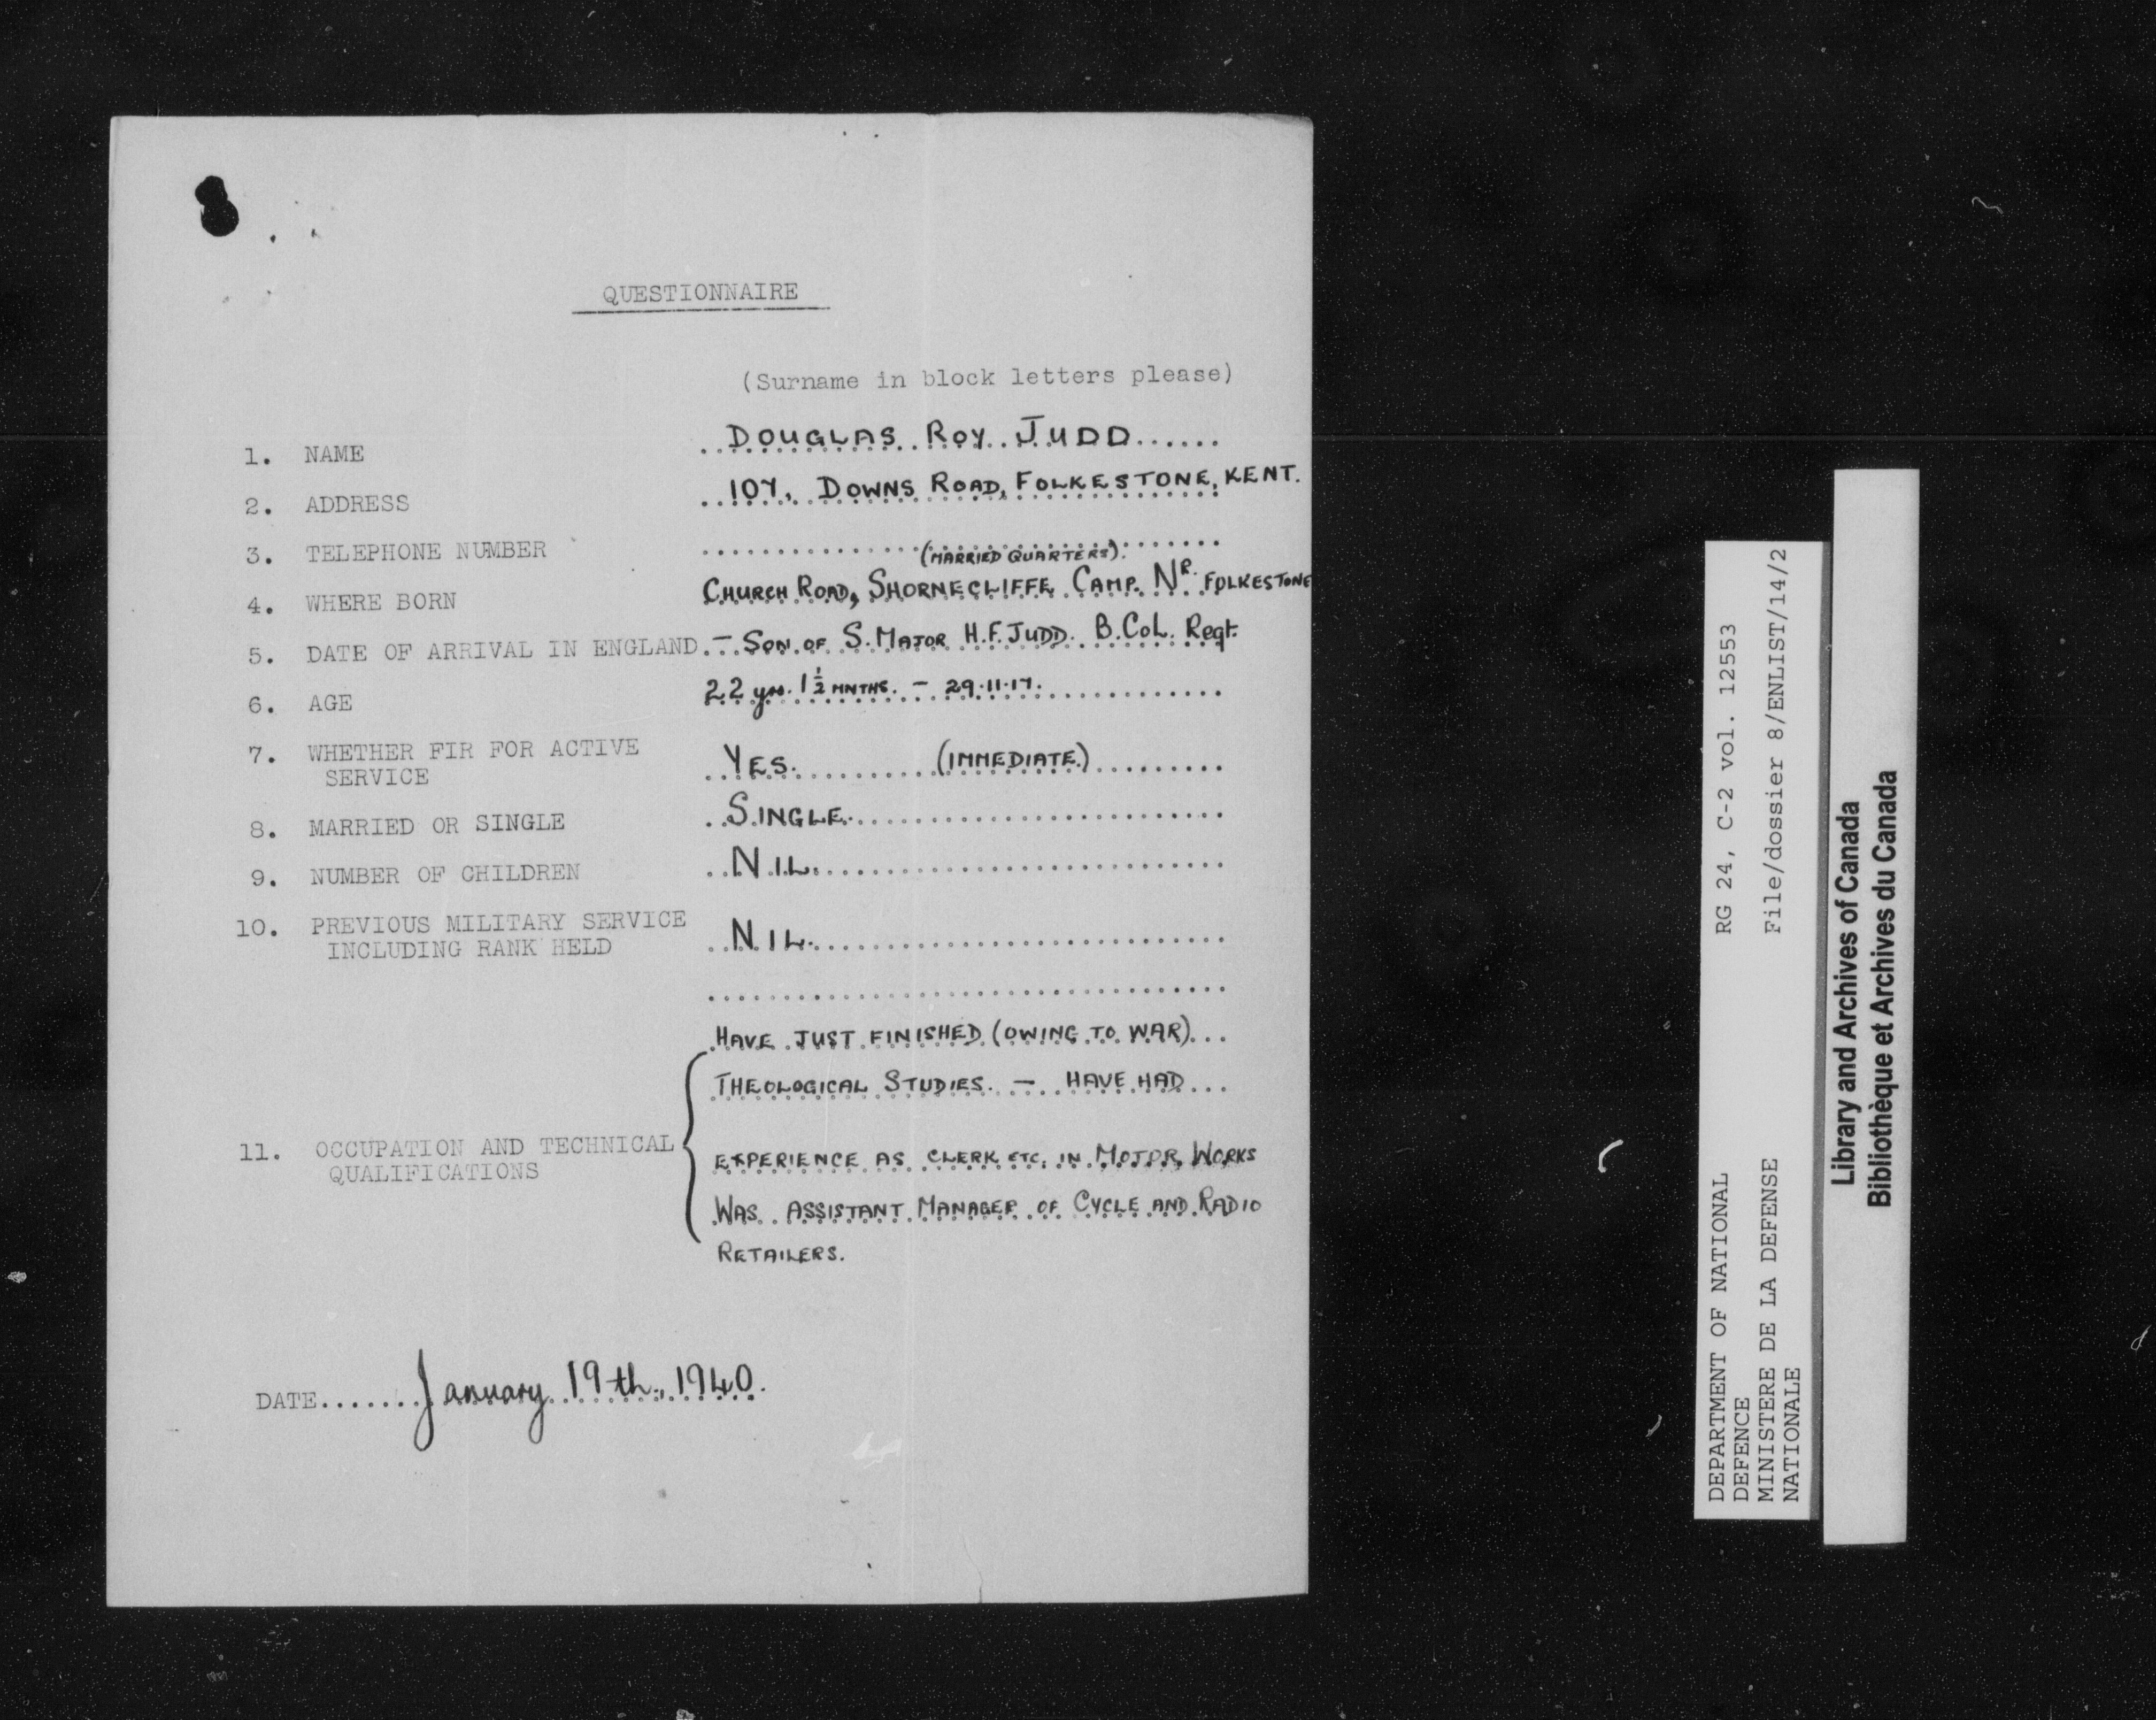 QUESTIONNAIRE
(Surname in block letters please)
1. NAME DOUGLAS ROY JUDD
2. ADDRESS 107, DOWNS ROAD, FOLKESTONE, KENT.
3. TELEPHONE NUMBER
(MARRIED QUARTERS).
4. WHERE BORN CHURCH ROAD, SHORNECLIFFE CAMP. NR. FOLKESTONE
5. DATE OF ARRIVAL IN ENGLAND. – SON OF S. MAJOR H.F. JUDD. B. COL. Regt.
6. AGE 22 yrs. 1½ MNTHS. – 29.11.17.
7. WHETHER FIR FOR ACTIVE
SERVICE YES. (IMMEDIATE.)
8. MARRIED OR SINGLE SINGLE.
9. NUMBER OF CHILDREN NIL.
10. PREVIOUS MILITARY SERVICE
INCLUDING RANK HELD NIL.
HAVE JUST FINISHED (OWING TO WAR)
THEOLOGICAL STUDIES. – HAVE HAD
11. OCCUPATION AND TECHNICAL
QUALIFICATIONS
EXPERIENCE AS CLERK ETC. IN MOTOR WORKS
WAS ASSISTANT MANAGER OF CYCLE AND RADIO
RETAILERS.
DATE January 19th, 1940.
DEPARTMENT OF NATIONAL
DEFENCE
MINISTERE DE LA DEFENSE
NATIONALE
RG 24, C-2 vol. 12553
File/dossier 8/ENLIST/14/2
Library and Archives of Canada
Bibliothèque et Archives du Canada